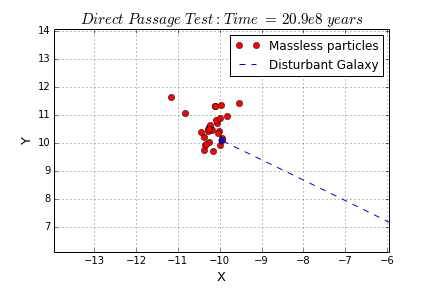 Direct Passage Test : Time = 20.9e8 years
Massless particles
Disturbant Galaxy
14
13
12
11
10
9
8
7
Y
−13 −12 −11 −10 −9 −8 −7 −6
X